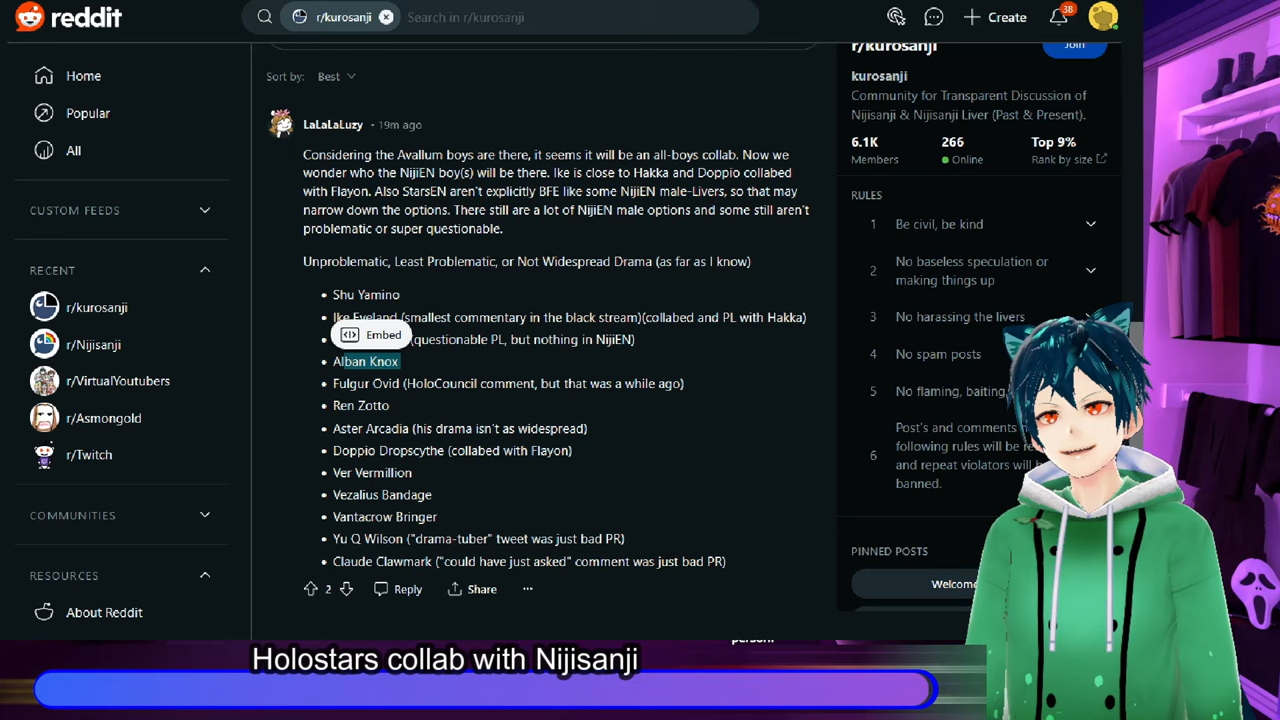 reddit
r/kurosanji
Search in r/kurosanji
Create
38
Home
Popular
All
CUSTOM FEEDS
RECENT
r/kurosanji
r/Nijisanji
r/VirtualYoutubers
r/Asmongold
r/Twitch
COMMUNITIES
RESOURCES
About Reddit
Sort by: Best
LaLaLaLuzy • 19m ago
Considering the Avallum boys are there, it seems it will be an all-boys collab. Now we
wonder who the NijiEN boy(s) will be there. Ike is close to Hakka and Doppio collabed
with Flayon. Also StarsEN aren't explicitly BFE like some NijiEN male-Livers, so that may
narrow down the options. There still are a lot of NijiEN male options and some still aren't
problematic or super questionable.
Unproblematic, Least Problematic, or Not Widespread Drama (as far as I know)
• Shu Yamino
• Ike Eveland (smallest commentary in the black stream)(collabed and PL with Hakka)
Embed
• (questionable PL, but nothing in NijiEN)
• Alban Knox
• Fulgur Ovid (HoloCouncil comment, but that was a while ago)
• Ren Zotto
• Aster Arcadia (his drama isn't as widespread)
• Doppio Dropscythe (collabed with Flayon)
• Ver Vermillion
• Vezalius Bandage
• Vantacrow Bringer
• Yu Q Wilson ("drama-tuber" tweet was just bad PR)
• Claude Clawmark ("could have just asked" comment was just bad PR)
2
Reply
Share
r/kurosanji
Join
kurosanji
Community for Transparent Discussion of
Nijisanji & Nijisanji Liver (Past & Present).
6.1K 266 Top 9%
Members Online Rank by size
RULES
1 Be civil, be kind
2 No baseless speculation or
making things up
3 No harassing the livers
4 No spam posts
5 No flaming, baiting,
6 Post's and comments
following rules will be
and repeat violators will
banned.
PINNED POSTS
Welcome
Holostars collab with Nijisanji